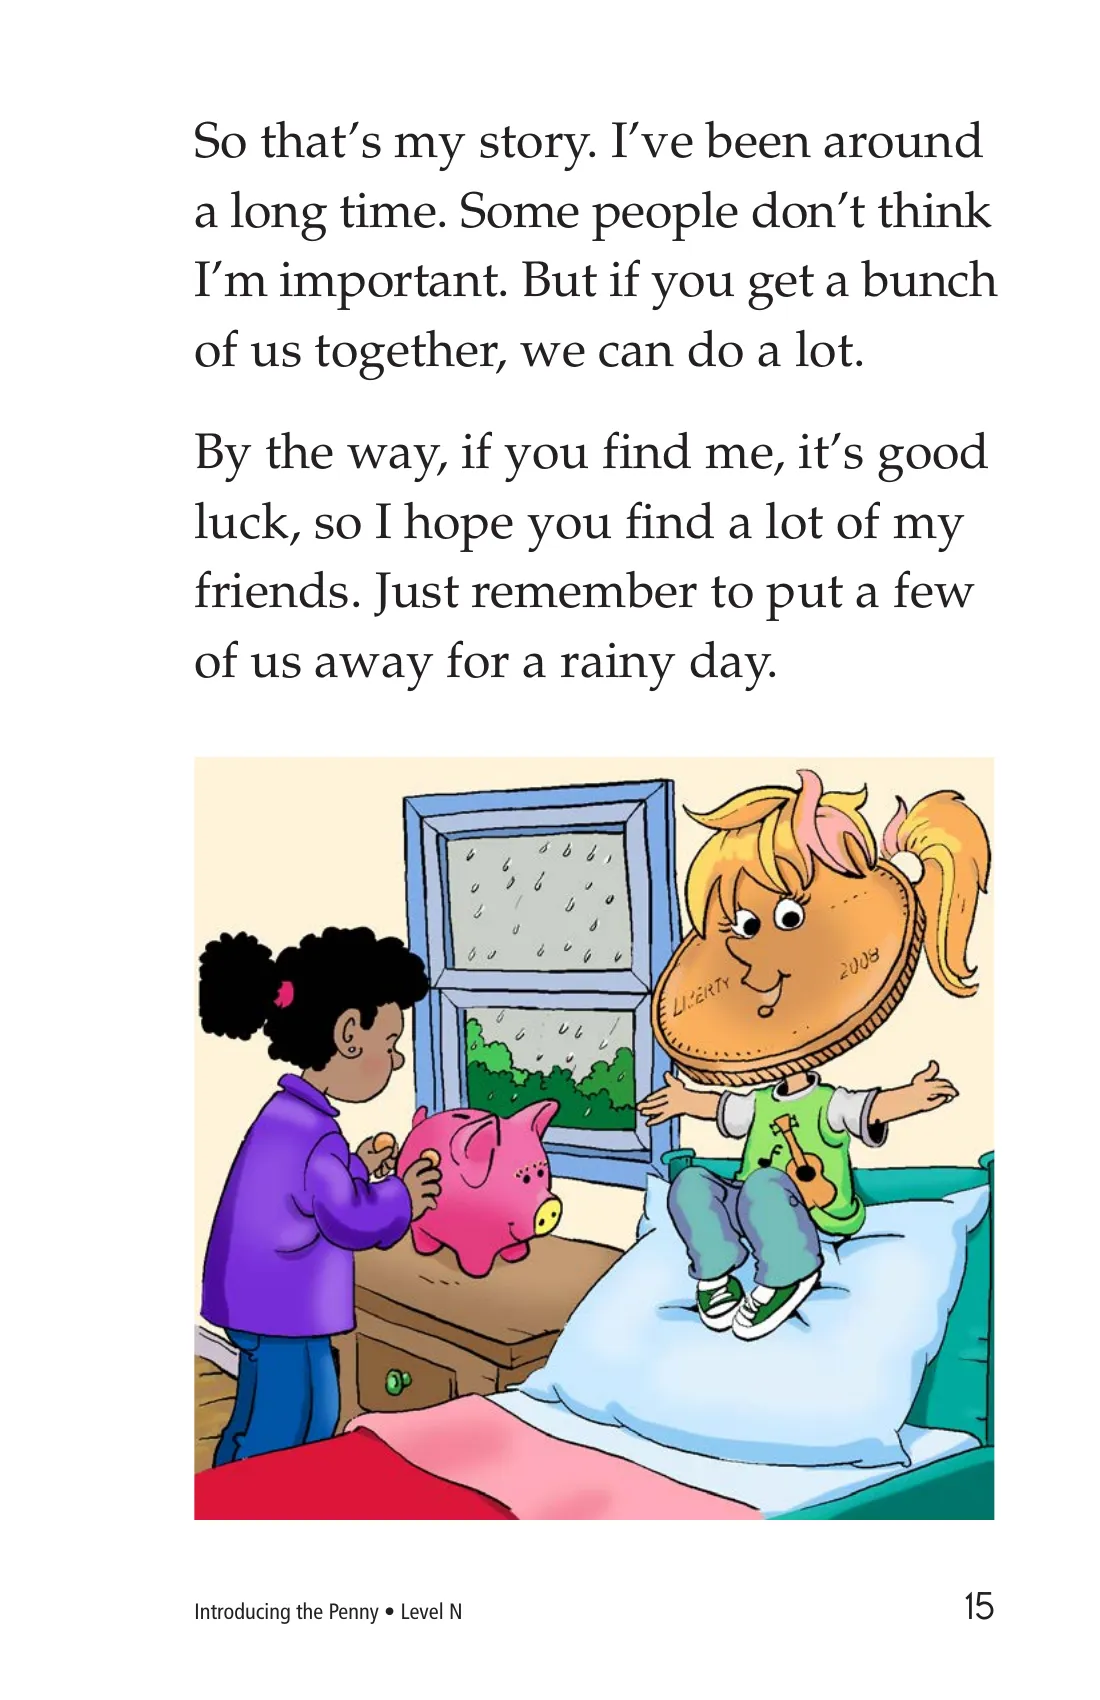 So that’s my story. I’ve been around
a long time. Some people don’t think
I’m important. But if you get a bunch
of us together, we can do a lot.
By the way, if you find me, it’s good
luck, so I hope you find a lot of my
friends. Just remember to put a few
of us away for a rainy day.
LIBERTY 2008
Introducing the Penny • Level N 15